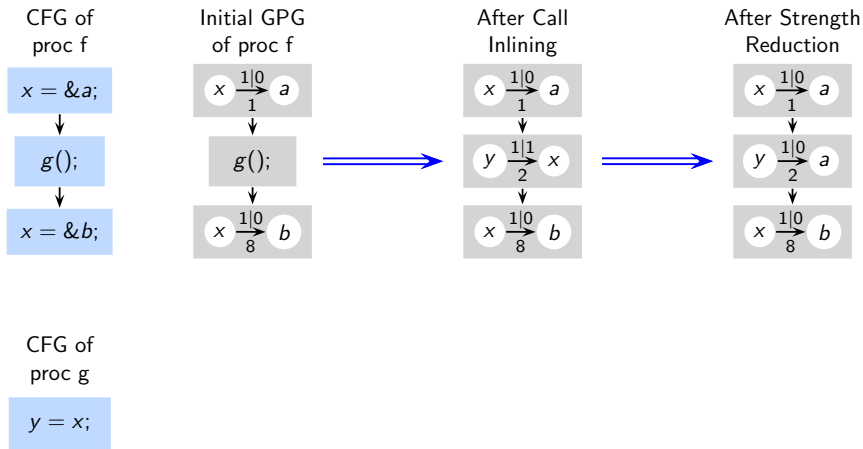 CFG of
proc f
x = &a;
g();
x = &b;
Initial GPG
of proc f
x 1|0 a
1
g();
x 1|0 b
8
After Call
Inlining
x 1|0 a
1
y 1|1 x
2
x 1|0 b
8
After Strength
Reduction
x 1|0 a
1
y 1|0 a
2
x 1|0 b
8
CFG of
proc g
y = x;